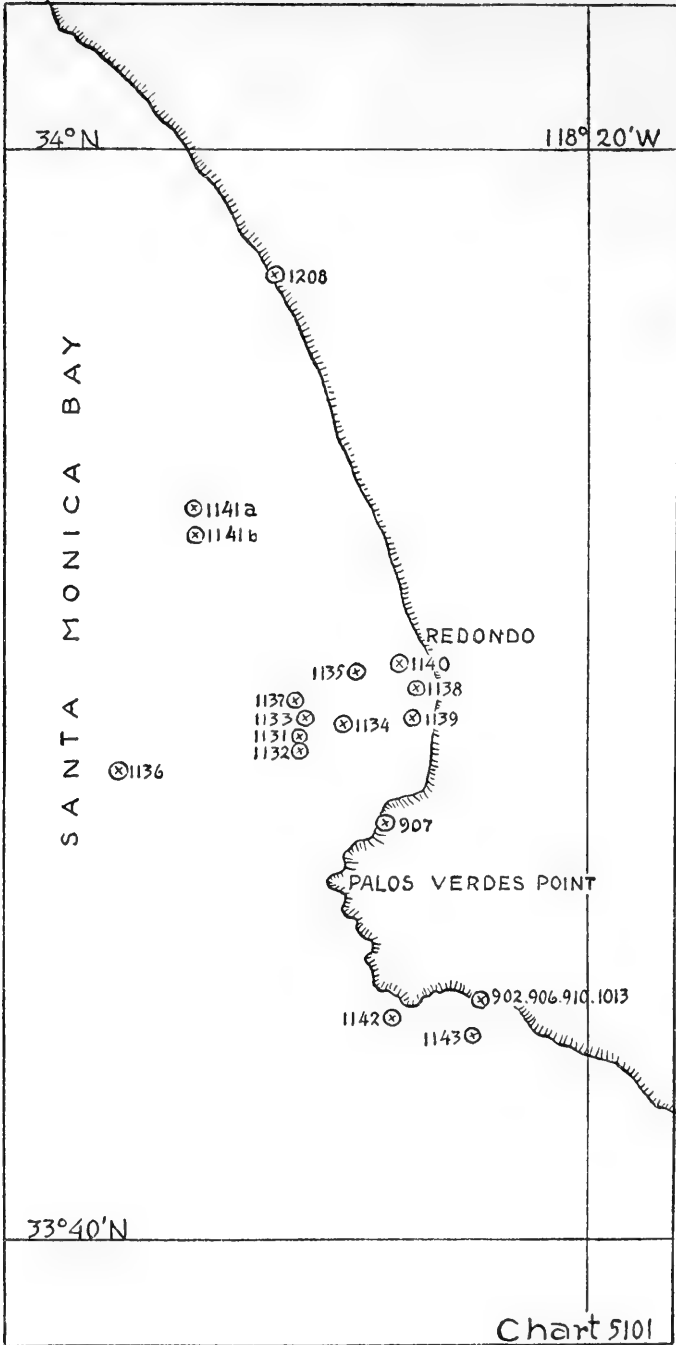 34°N
118°20'W
1208
SANTA MONICA BAY
1141a
1141b
REDONDO
1140
1135
1138
1137
1133
1134
1139
1131
1132
1136
907
PALOS VERDES POINT
902.906.910.1013
1142
1143
33°40'N
Chart 5101